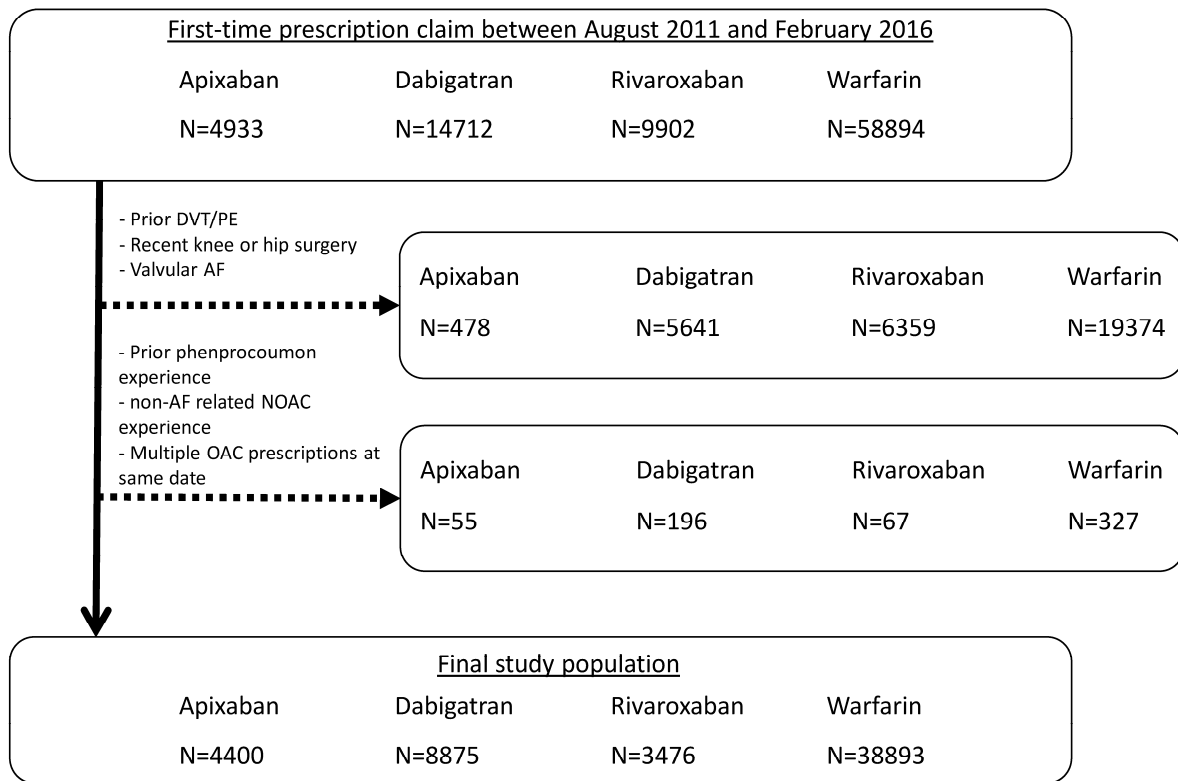 First-time prescription claim between August 2011 and February 2016
Apixaban Dabigatran Rivaroxaban Warfarin
N=4933 N=14712 N=9902 N=58894
- Prior DVT/PE
- Recent knee or hip surgery
- Valvular AF
Apixaban Dabigatran Rivaroxaban Warfarin
N=478 N=5641 N=6359 N=19374
- Prior phenprocoumon
experience
- non-AF related NOAC
experience
- Multiple OAC prescriptions at
same date
Apixaban Dabigatran Rivaroxaban Warfarin
N=55 N=196 N=67 N=327
Final study population
Apixaban Dabigatran Rivaroxaban Warfarin
N=4400 N=8875 N=3476 N=38893